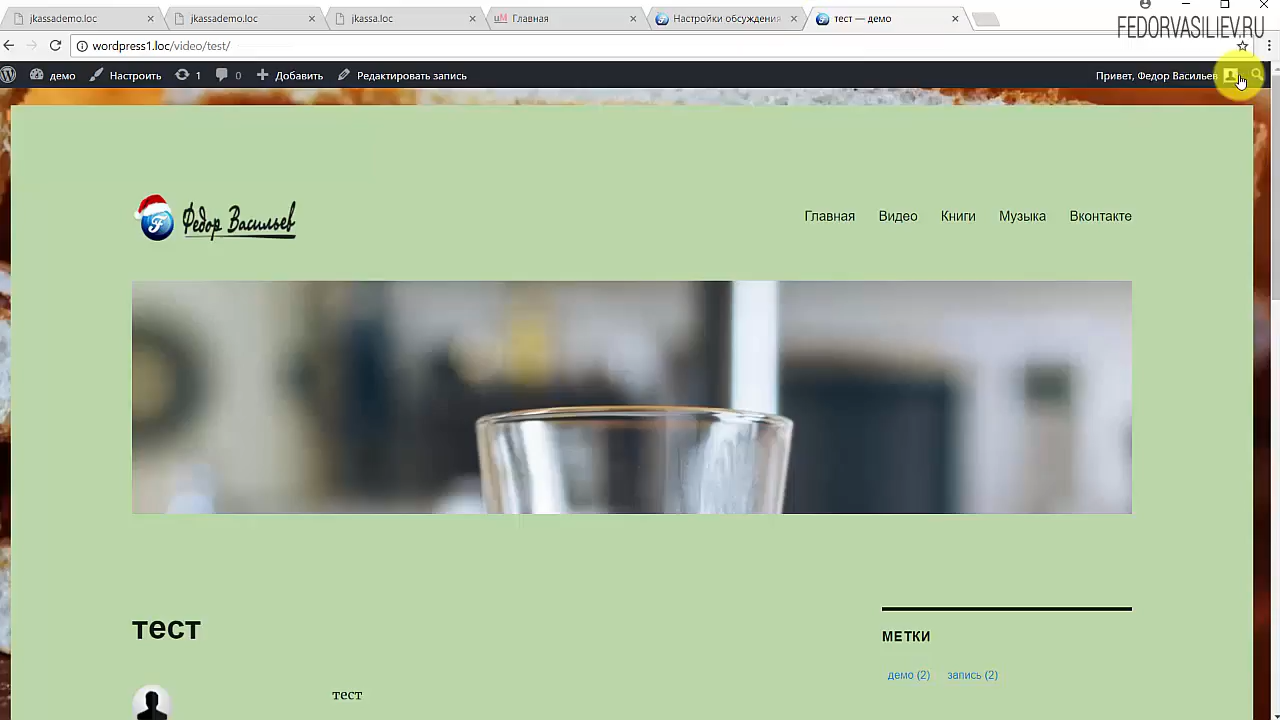 jkassademo.loc
jkassademo.loc
jkassa.loc
uM Главная
Настройки обсуждения
тест — демо
FEDORVASILIEV.RU
wordpress1.loc/video/test/
демо
Настроить
1
0
Добавить
Редактировать запись
Привет, Федор Васильев
Федор Васильев
Главная
Видео
Книги
Музыка
Вконтакте
тест
МЕТКИ
демо (2)
запись (2)
тест